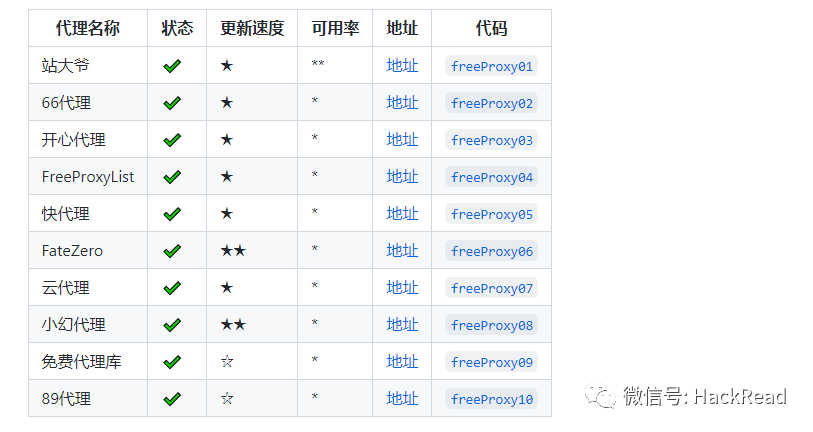 代理名称 状态 更新速度 可用率 地址 代码
站大爷 ✔ ★ ** 地址 freeProxy01
66代理 ✔ ★ * 地址 freeProxy02
开心代理 ✔ ★ * 地址 freeProxy03
FreeProxyList ✔ ★ * 地址 freeProxy04
快代理 ✔ ★ * 地址 freeProxy05
FateZero ✔ ★★ * 地址 freeProxy06
云代理 ✔ ★ * 地址 freeProxy07
小幻代理 ✔ ★★ * 地址 freeProxy08
免费代理库 ✔ ☆ * 地址 freeProxy09
89代理 ✔ ☆ * 地址 freeProxy10
微信号: HackRead